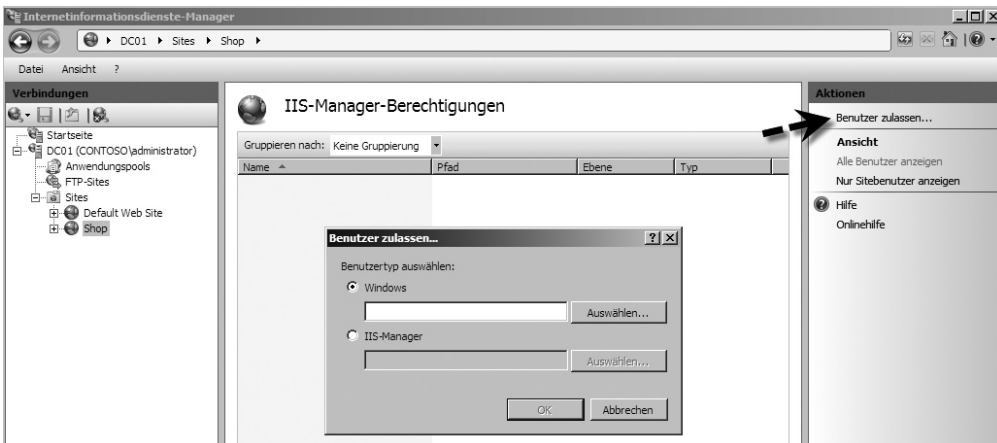 Internetinformationsdienste-Manager
DC01 Sites Shop
Datei Ansicht ?
Verbindungen
Startseite
DC01 (CONTOSO\administrator)
Anwendungspools
FTP-Sites
Sites
Default Web Site
Shop
IIS-Manager-Berechtigungen
Gruppieren nach: Keine Gruppierung
Name Pfad Ebene Typ
Benutzer zulassen...
Benutzertyp auswählen:
Windows
Auswählen...
IIS-Manager
Auswählen...
OK Abbrechen
Aktionen
Benutzer zulassen...
Ansicht
Alle Benutzer anzeigen
Nur Sitebenutzer anzeigen
Hilfe
Onlinehilfe